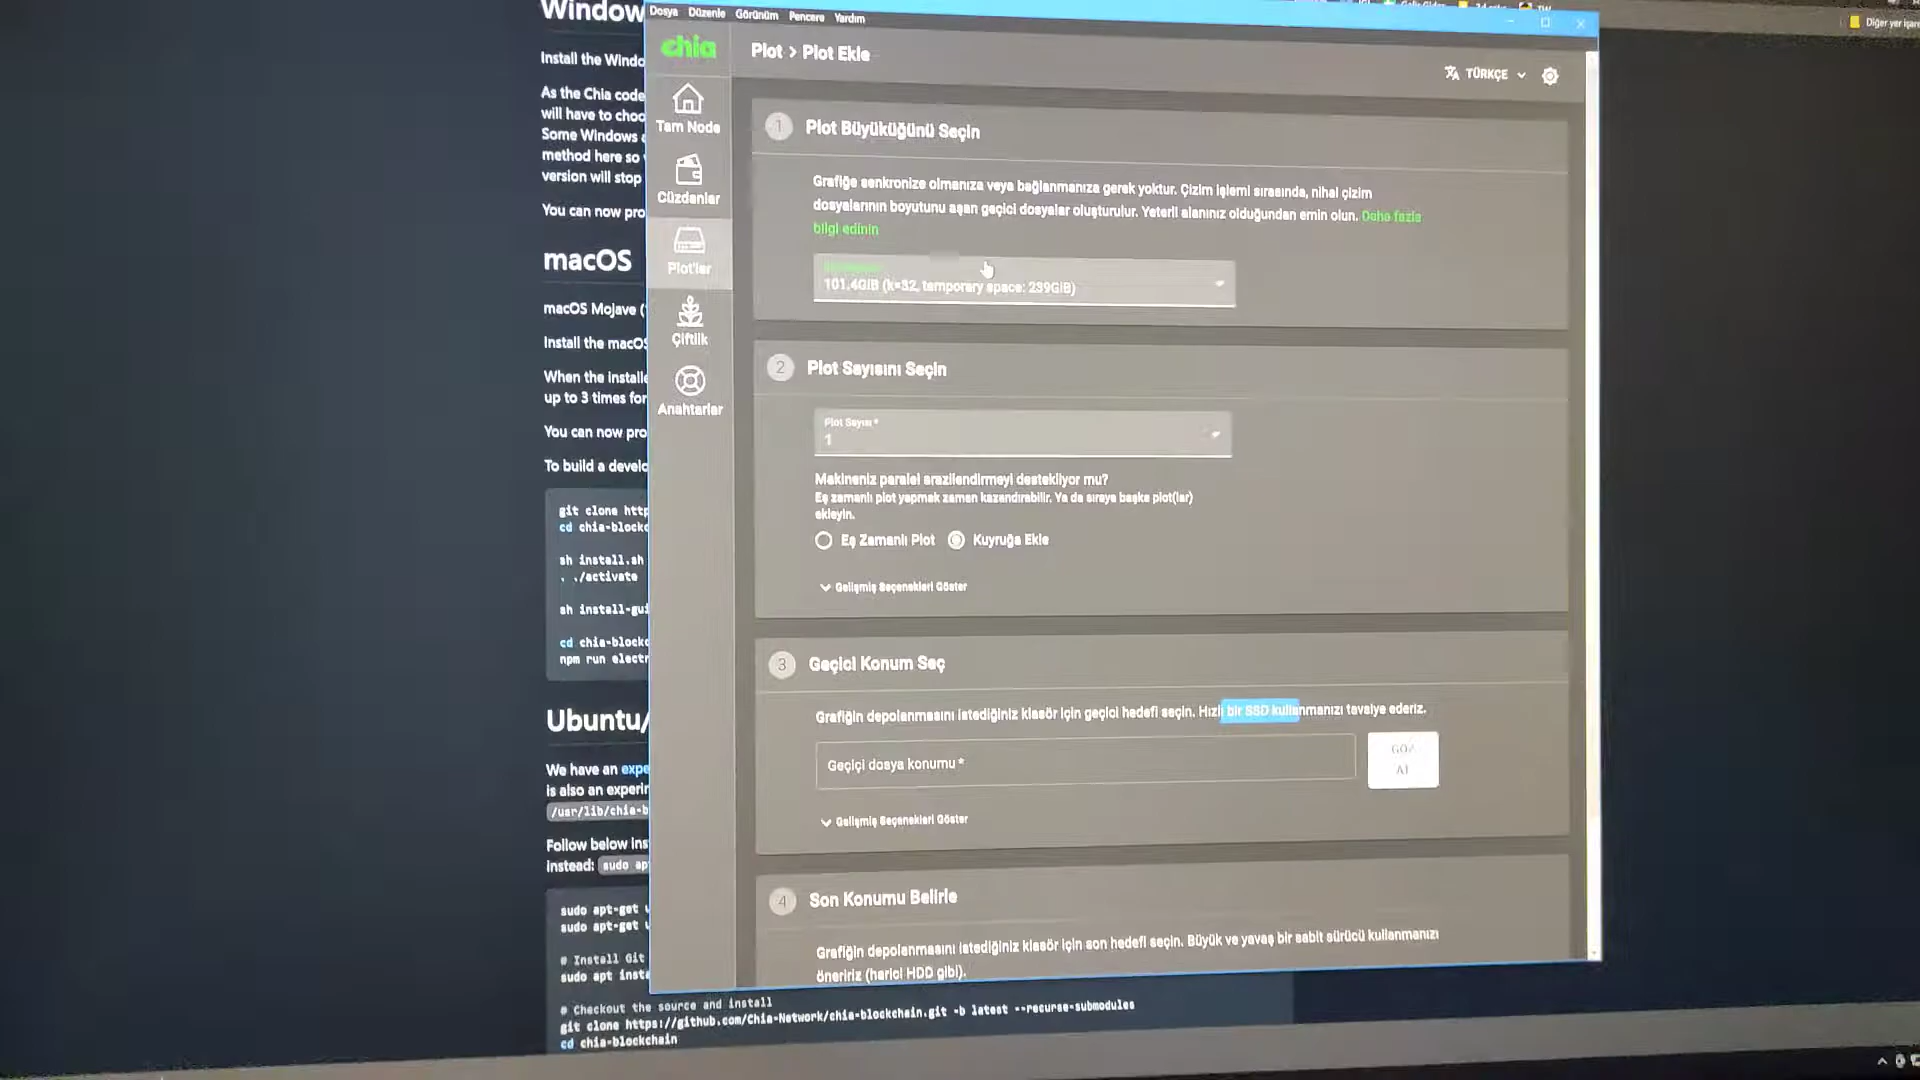 Window
Install the Windo
As the Chia code
will have to choo
Some Windows
method here so
version will stop
You can now pro
macOS
macOS Mojave (
Install the macOS
When the installe
up to 3 times for
You can now pro
To build a develo
git clone http
cd chia-blockc
sh install.sh
. ./activate
sh install-gui
cd chia-blockc
npm run electr
Ubuntu/
We have an expe
is also an experin
/usr/lib/chia-b
Follow below ins
instead: sudo ap
sudo apt-get u
sudo apt-get u
# Install Git
sudo apt insta
# Checkout the source and install
git clone https://github.com/Chia-Network/chia-blockchain.git -b latest --recurse-submodules
cd chia-blockchain
Dosya Düzenle Görünüm Pencere Yardım
chia
Tam Node
Cüzdanlar
Plot'lar
Çiftlik
Anahtarlar
Plot > Plot Ekle
TÜRKÇE
1 Plot Büyüküğünü Seçin
Grafiğe senkronize olmanıza veya bağlanmanıza gerek yoktur. Çizim işlemi sırasında, nihai çizim
dosyalarının boyutunu aşan geçici dosyalar oluşturulur. Yeterli alanınız olduğundan emin olun. Daha fazla
bilgi edinin
101.4GiB (k=32, temporary space: 239GiB)
2 Plot Sayısını Seçin
Plot Sayısı *
1
Makineniz paralel arazilendirmeyi destekliyor mu?
Eş zamanlı plot yapmak zaman kazandırabilir. Ya da sıraya başka plot(lar)
ekleyin.
Eş Zamanlı Plot Kuyruğa Ekle
Gelişmiş Seçenekleri Göster
3 Geçici Konum Seç
Grafiğin depolanmasını istediğiniz klasör için geçici hedefi seçin. Hızlı bir SSD kullanmanızı tavsiye ederiz.
Geçiçi dosya konumu *
GÖZ
AT
Gelişmiş Seçenekleri Göster
4 Son Konumu Belirle
Grafiğin depolanmasını istediğiniz klasör için son hedefi seçin. Büyük ve yavaş bir sabit sürücü kullanmanızı
öneririz (harici HDD gibi).
Diğer yer işare